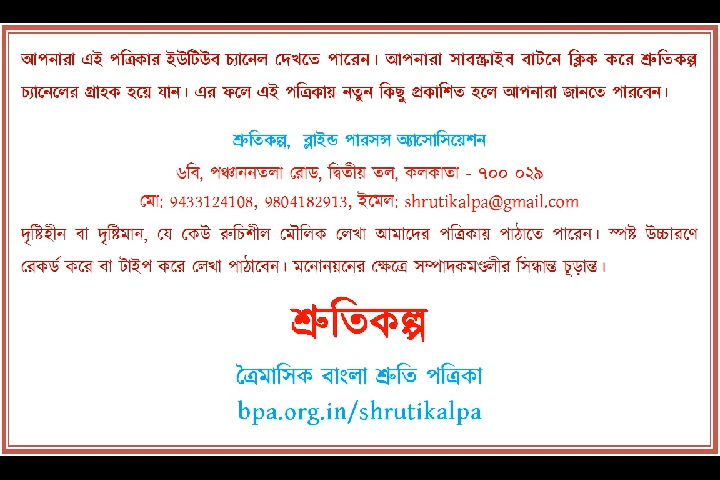 আপনারা এই পত্রিকার ইউটিউব চ্যানেল দেখতে পারেন। আপনারা সাবস্ক্রাইব বাটনে ক্লিক করে শ্রুতিকল্প
চ্যানেলের গ্রাহক হয়ে যান। এর ফলে এই পত্রিকায় নতুন কিছু প্রকাশিত হলে আপনারা জানতে পারবেন।
শ্রুতিকল্প, ব্লাইন্ড পারসন্স অ্যাসোসিয়েশন
৬বি, পঞ্চাননতলা রোড, দ্বিতীয় তল, কলকাতা - ৭০০ ০২৯
মো: 9433124108, 9804182913, ইমেল: shrutikalpa@gmail.com
দৃষ্টিহীন বা দৃষ্টিমান, যে কেউ রুচিশীল মৌলিক লেখা আমাদের পত্রিকায় পাঠাতে পারেন। স্পষ্ট উচ্চারণে
রেকর্ড করে বা টাইপ করে লেখা পাঠাবেন। মনোনয়নের ক্ষেত্রে সম্পাদকমণ্ডলীর সিদ্ধান্ত চূড়ান্ত।
শ্রুতিকল্প
ত্রৈমাসিক বাংলা শ্রুতি পত্রিকা
bpa.org.in/shrutikalpa